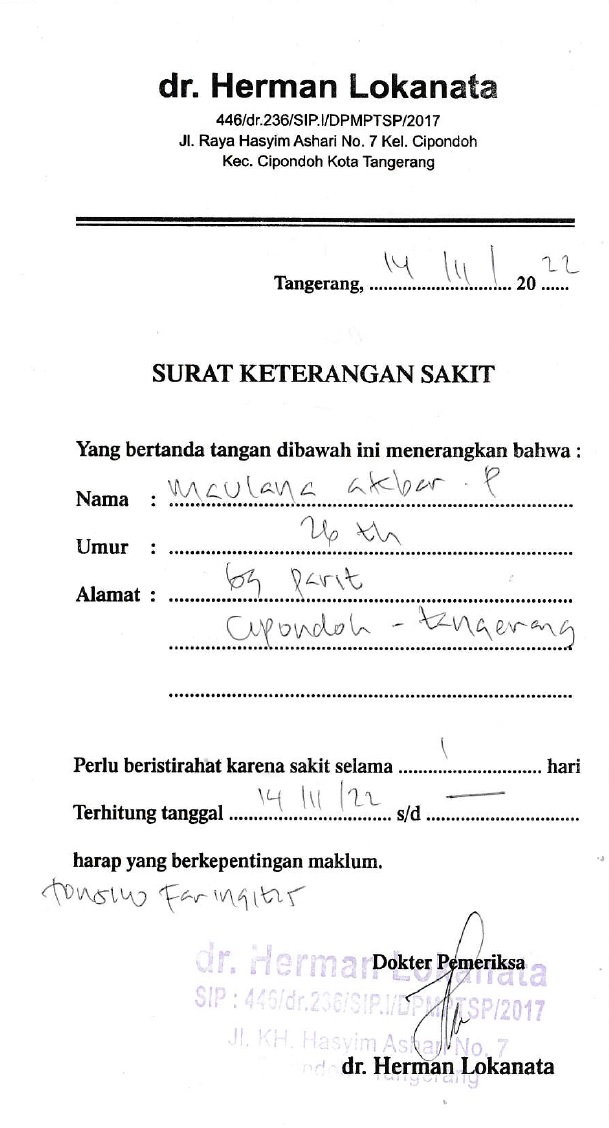 dr. Herman Lokanata
446/dr.236/SIP.I/DPMPTSP/2017
Jl. Raya Hasyim Ashari No. 7 Kel. Cipondoh
Kec. Cipondoh Kota Tangerang
Tangerang, 14 / 11 / 20 22
SURAT KETERANGAN SAKIT
Yang bertanda tangan dibawah ini menerangkan bahwa :
Nama : Maulana akbar . P
Umur : 26 th
Alamat : gg parit
Cipondoh - tangerang
Perlu beristirahat karena sakit selama 1 hari
Terhitung tanggal 14 / 11 / 22 s/d —
harap yang berkepentingan maklum.
tonsilo Faringitis
dr. Herman Lokanata
Dokter Pemeriksa
SIP : 446/dr.236/SIP.I/DPMPTSP/2017
Jl. KH. Hasyim Ashari No. 7
Tangerang
dr. Herman Lokanata